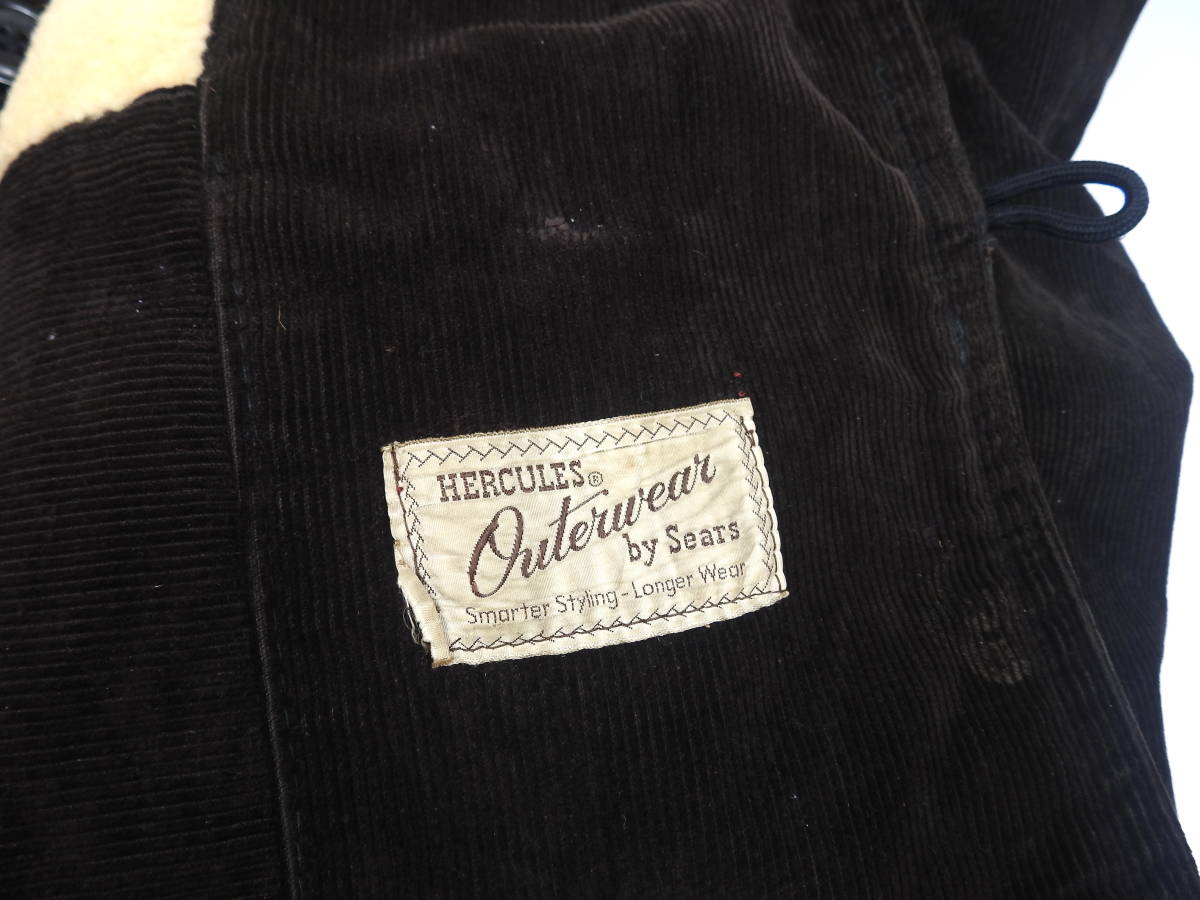 HERCULES®
Outerwear
by Sears
Smarter Styling-Longer Wear